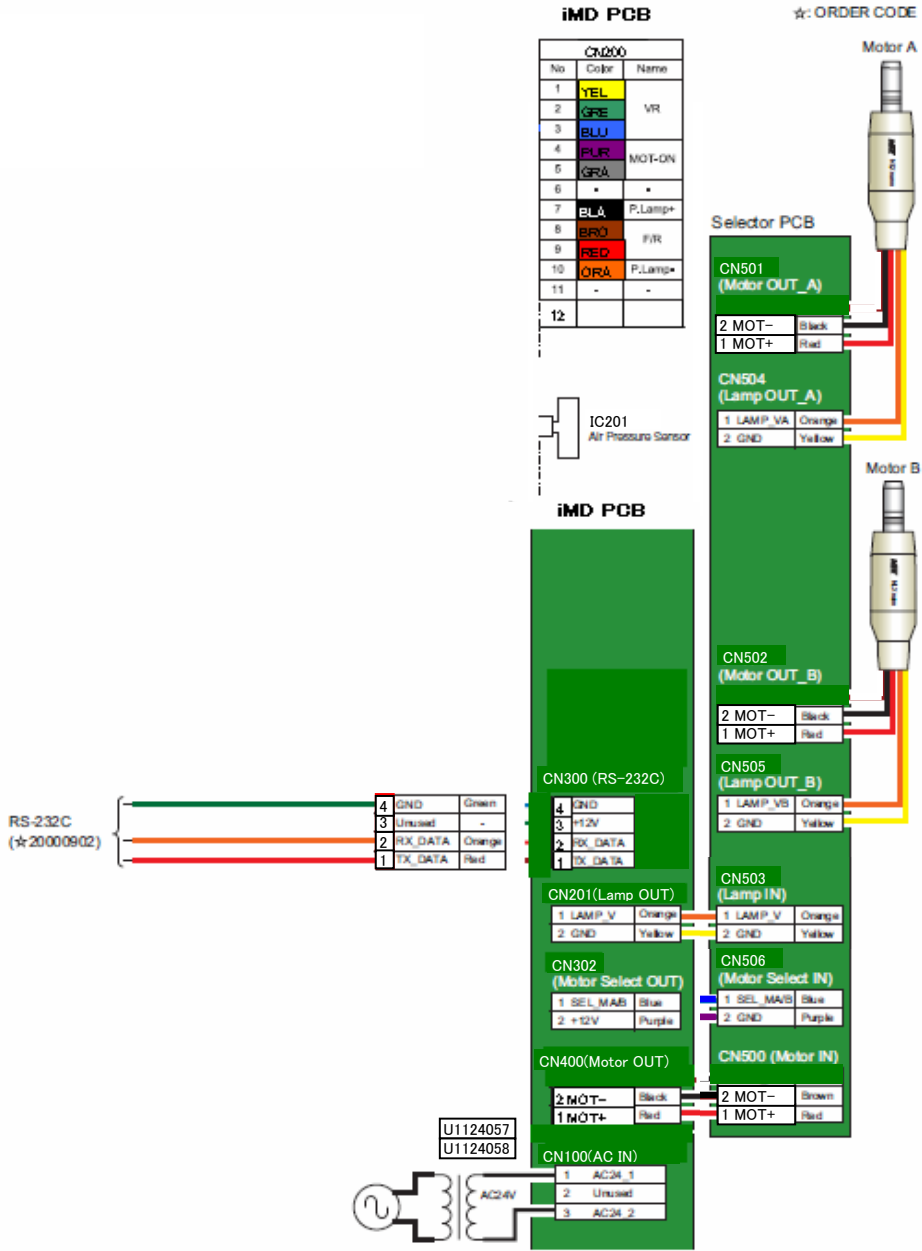 iMD PCB
☆: ORDER CODE
Motor A
CN200
No Color Name
1 YEL
2 GRE VR
3 BLU
4 PUR
MOT-ON
5 GRA
6 • •
7 BLA P.Lamp+
8 BRO
F/R
9 RED
10 ORA P.Lamp-
11 - -
12
Selector PCB
CN501
(Motor OUT_A)
2 MOT- Black
1 MOT+ Red
CN504
(Lamp OUT_A)
1 LAMP_VA Orange
2 GND Yellow
IC201
Air Pressure Sensor
Motor B
iMD PCB
CN502
(Motor OUT_B)
2 MOT- Black
1 MOT+ Red
CN505
(Lamp OUT_B)
1 LAMP_VB Orange
2 GND Yellow
RS-232C
(☆20000902)
4 GND Green
3 Unused -
2 RX_DATA Orange
1 TX_DATA Red
CN300 (RS-232C)
4 GND
3 +12V
2 RX_DATA
1 TX_DATA
CN201(Lamp OUT)
1 LAMP_V Orange
2 GND Yellow
CN503
(Lamp IN)
1 LAMP_V Orange
2 GND Yellow
CN302
(Motor Select OUT)
1 SEL_MA/B Blue
2 +12V Purple
CN506
(Motor Select IN)
1 SEL_MA/B Blue
2 GND Purple
CN400(Motor OUT)
2 MOT- Black
1 MOT+ Red
CN500 (Motor IN)
2 MOT- Brown
1 MOT+ Red
U1124057
U1124058
CN100(AC IN)
1 AC24_1
2 Unused
3 AC24_2
AC24V